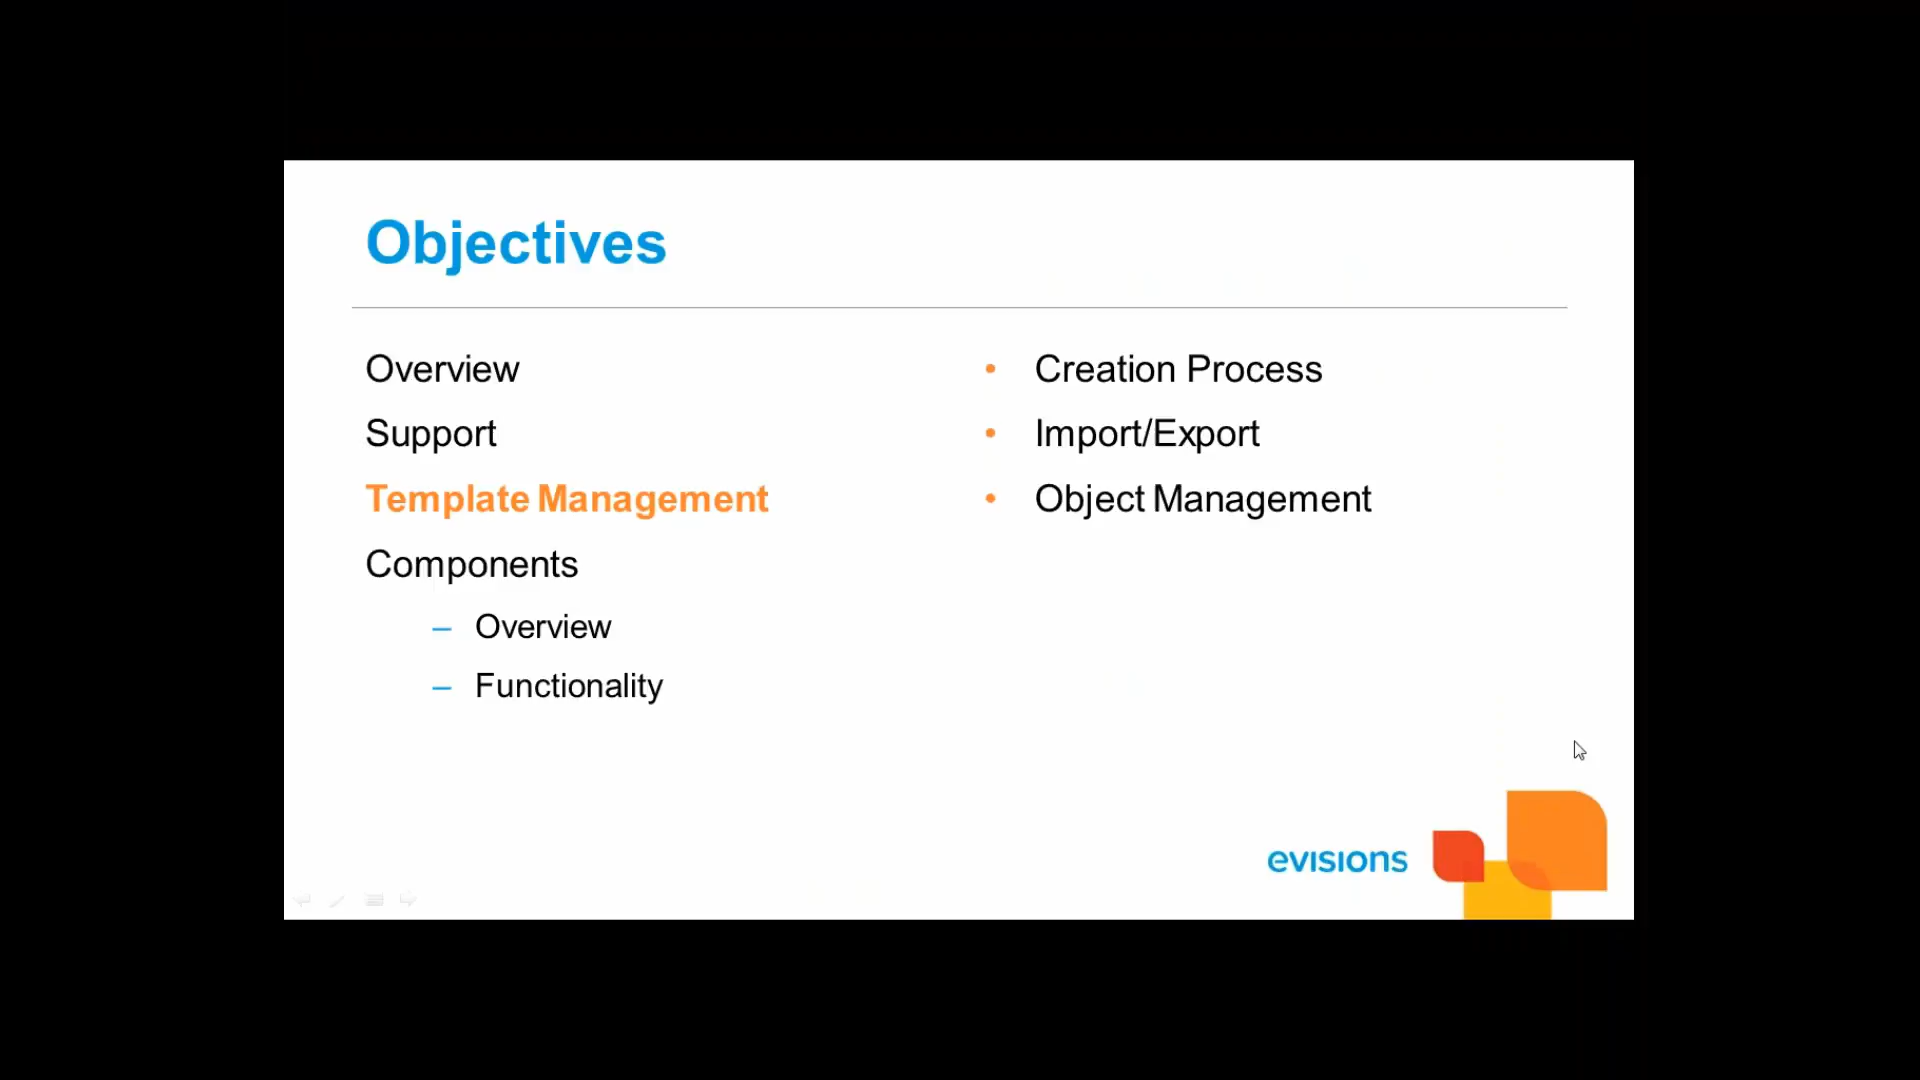 Objectives
Overview
Support
Template Management
Components
– Overview
– Functionality
• Creation Process
• Import/Export
• Object Management
evisions